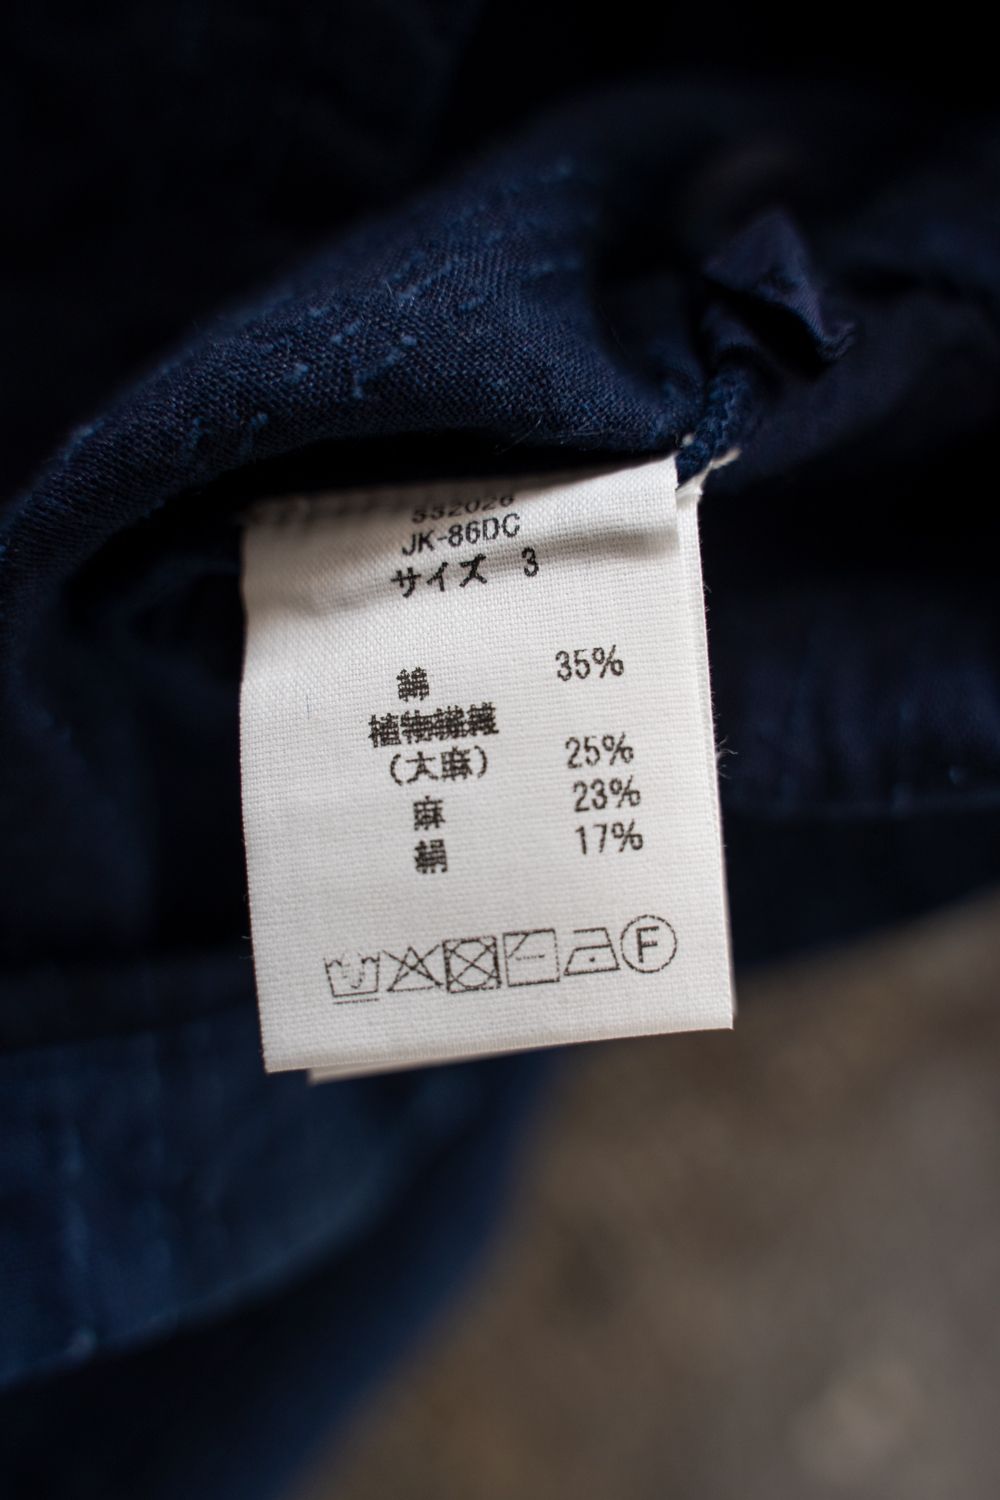 532026
JK-86DC
サイズ 3
綿 35%
植物繊維
(大麻) 25%
麻 23%
絹 17%
F